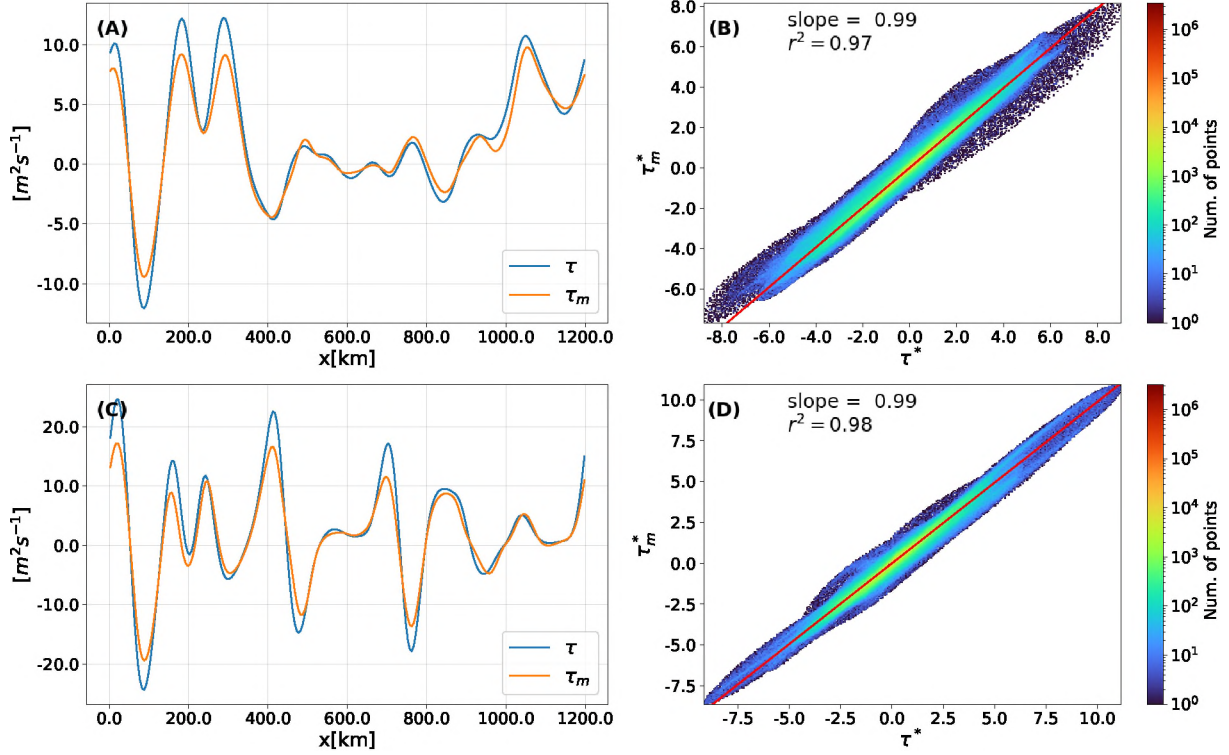 (A)
[m²s⁻¹]
10.0
5.0
0.0
-5.0
-10.0
τ
τₘ
0.0 200.0 400.0 600.0 800.0 1000.0 1200.0
x[km]
(B)
slope = 0.99
r² = 0.97
τ*ₘ
8.0
6.0
4.0
2.0
0.0
-2.0
-4.0
-6.0
-8.0 -6.0 -4.0 -2.0 0.0 2.0 4.0 6.0 8.0
τ*
10⁶
10⁵
10⁴
10³
10²
10¹
10⁰
Num. of points
(C)
[m²s⁻¹]
20.0
10.0
0.0
-10.0
-20.0
τ
τₘ
0.0 200.0 400.0 600.0 800.0 1000.0 1200.0
x[km]
(D)
slope = 0.99
r² = 0.98
τ*ₘ
10.0
7.5
5.0
2.5
0.0
-2.5
-5.0
-7.5
-7.5 -5.0 -2.5 0.0 2.5 5.0 7.5 10.0
τ*
10⁶
10⁵
10⁴
10³
10²
10¹
10⁰
Num. of points